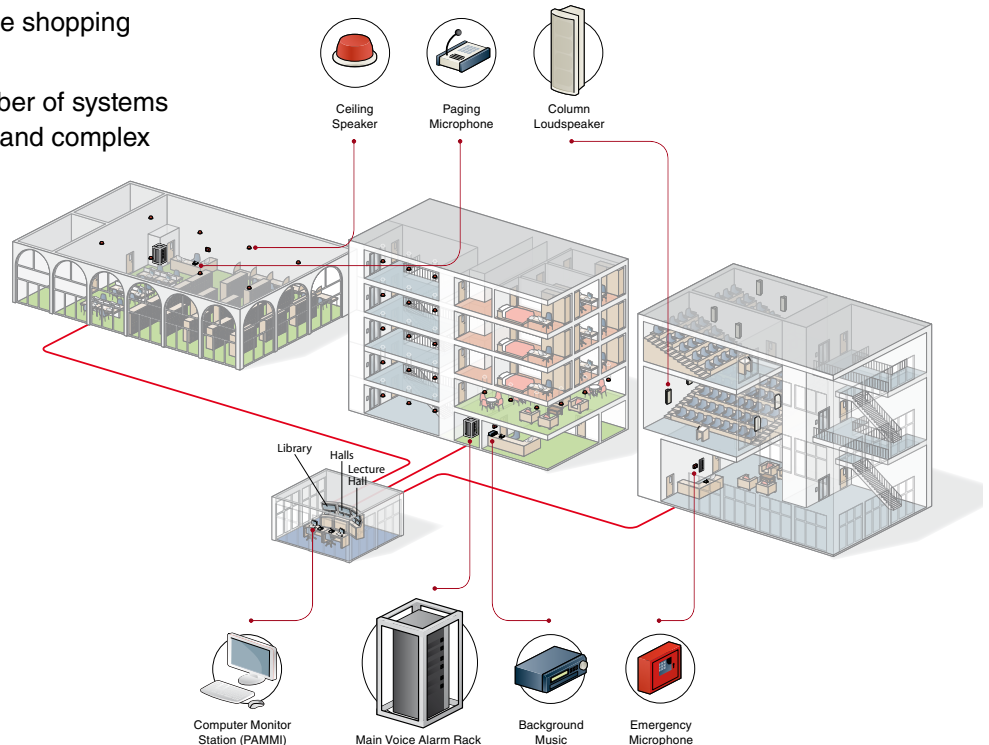 e shopping
ber of systems
and complex
Ceiling
Speaker
Paging
Microphone
Column
Loudspeaker
Library
Halls
Lecture
Hall
Computer Monitor
Station (PAMMI)
Main Voice Alarm Rack
Background
Music
Emergency
Microphone